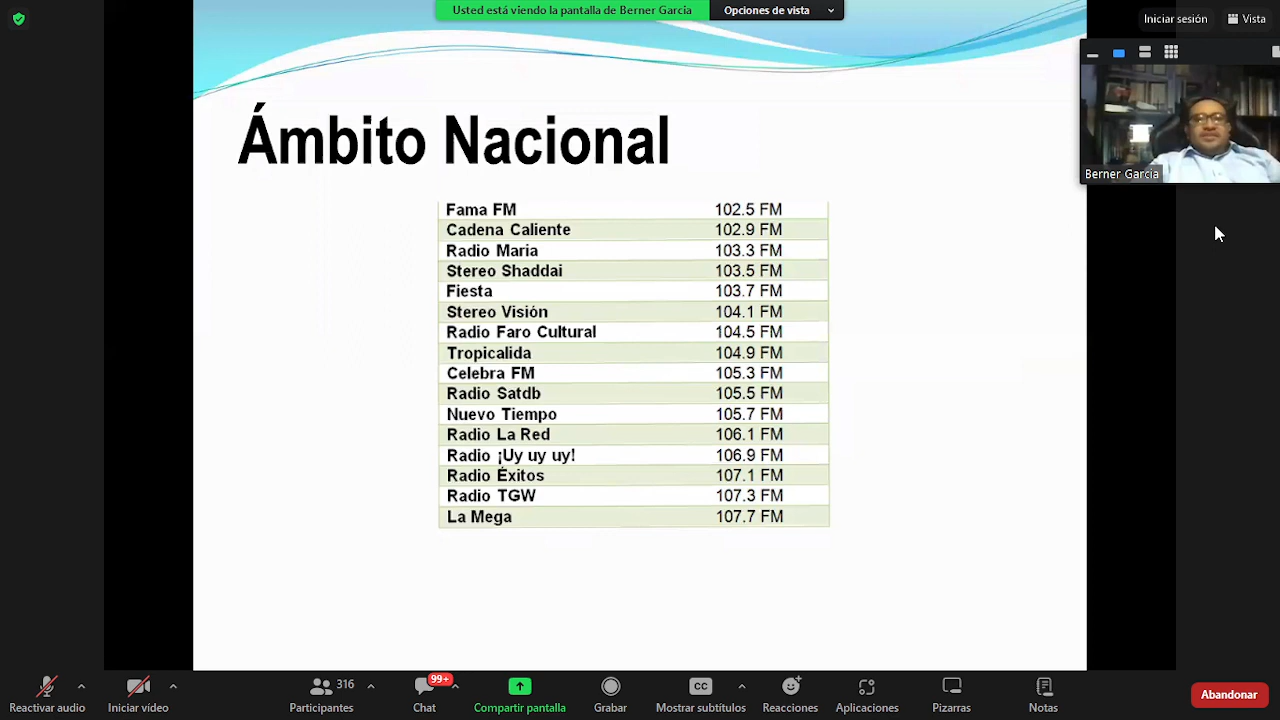 Usted está viendo la pantalla de Berner Garcia
Opciones de vista
Iniciar sesión
Vista
Berner Garcia
Ámbito Nacional
Fama FM 102.5 FM
Cadena Caliente 102.9 FM
Radio Maria 103.3 FM
Stereo Shaddai 103.5 FM
Fiesta 103.7 FM
Stereo Visión 104.1 FM
Radio Faro Cultural 104.5 FM
Tropicalida 104.9 FM
Celebra FM 105.3 FM
Radio Satdb 105.5 FM
Nuevo Tiempo 105.7 FM
Radio La Red 106.1 FM
Radio ¡Uy uy uy! 106.9 FM
Radio Éxitos 107.1 FM
Radio TGW 107.3 FM
La Mega 107.7 FM
Reactivar audio
Iniciar vídeo
316
Participantes
99+
Chat
Compartir pantalla
Grabar
CC
Mostrar subtítulos
Reacciones
Aplicaciones
Pizarras
Notas
Abandonar